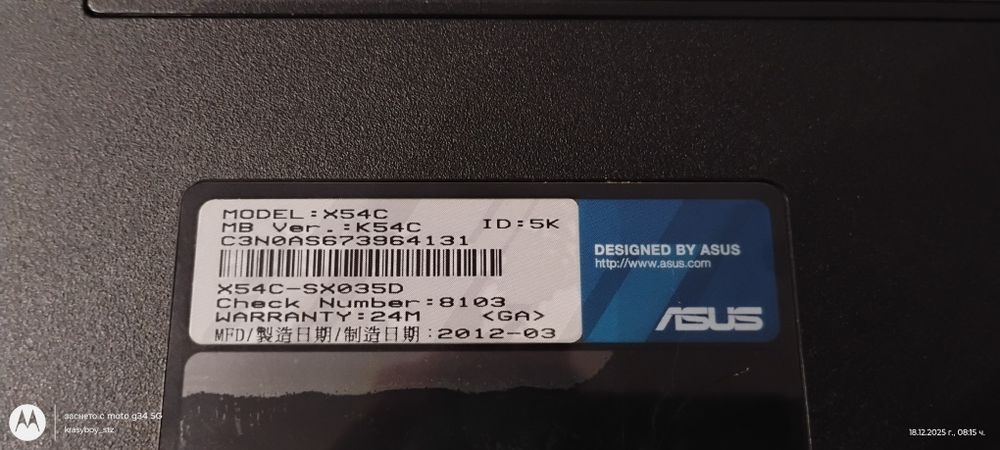 MODEL:X54C
MB Ver.:K54C ID:5K
C3N0AS673964131
X54C-SX035D
Check Number:8103
WARRANTY:24M <GA>
MFD/製造日期/制造日期:2012-03
DESIGNED BY ASUS
http://www.asus.com
ASUS
заснето с moto g34 5G
krasyboy_stz
18.12.2025 г., 08:15 ч.